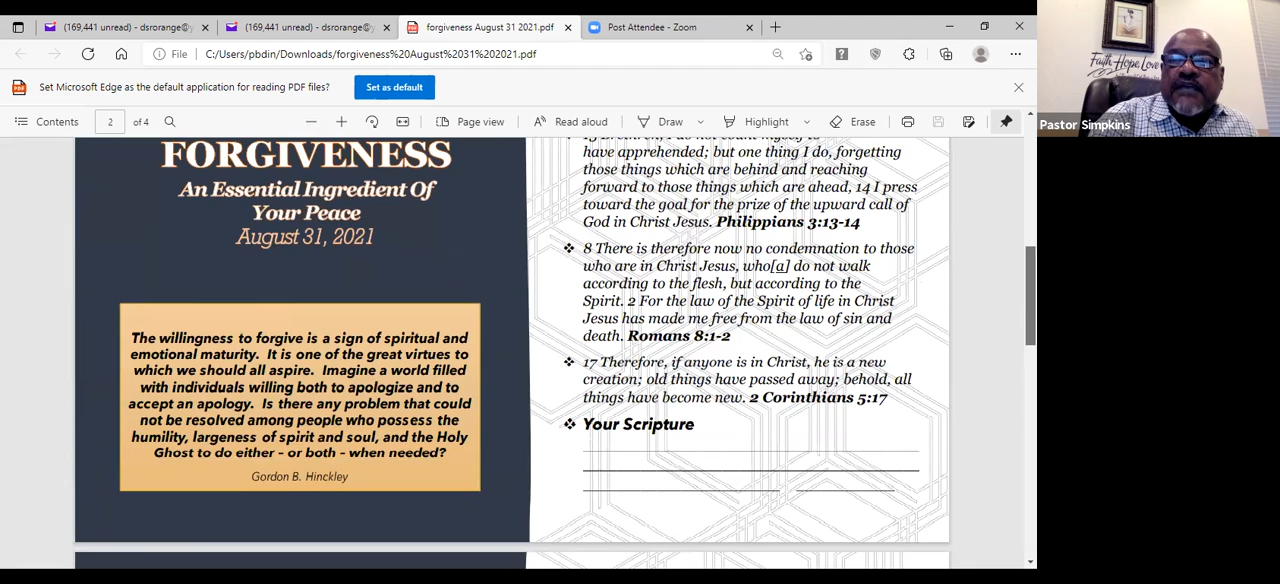 (169,441 unread) - dsrorange@y
(169,441 unread) - dsrorange@y
forgiveness August 31 2021.pdf
Post Attendee - Zoom
File
C:/Users/pbdin/Downloads/forgiveness%20August%2031%202021.pdf
Set Microsoft Edge as the default application for reading PDF files?
Set as default
Contents
2
of 4
Page view
Read aloud
Draw
Highlight
Erase
FORGIVENESS
An Essential Ingredient Of
Your Peace
August 31, 2021
The willingness to forgive is a sign of spiritual and
emotional maturity. It is one of the great virtues to
which we should all aspire. Imagine a world filled
with individuals willing both to apologize and to
accept an apology. Is there any problem that could
not be resolved among people who possess the
humility, largeness of spirit and soul, and the Holy
Ghost to do either – or both – when needed?
Gordon B. Hinckley
have apprehended; but one thing I do, forgetting
those things which are behind and reaching
forward to those things which are ahead, 14 I press
toward the goal for the prize of the upward call of
God in Christ Jesus. Philippians 3:13-14
❖ 8 There is therefore now no condemnation to those
who are in Christ Jesus, who[a] do not walk
according to the flesh, but according to the
Spirit. 2 For the law of the Spirit of life in Christ
Jesus has made me free from the law of sin and
death. Romans 8:1-2
❖ 17 Therefore, if anyone is in Christ, he is a new
creation; old things have passed away; behold, all
things have become new. 2 Corinthians 5:17
❖ Your Scripture
Faith Hope Love
Pastor Simpkins